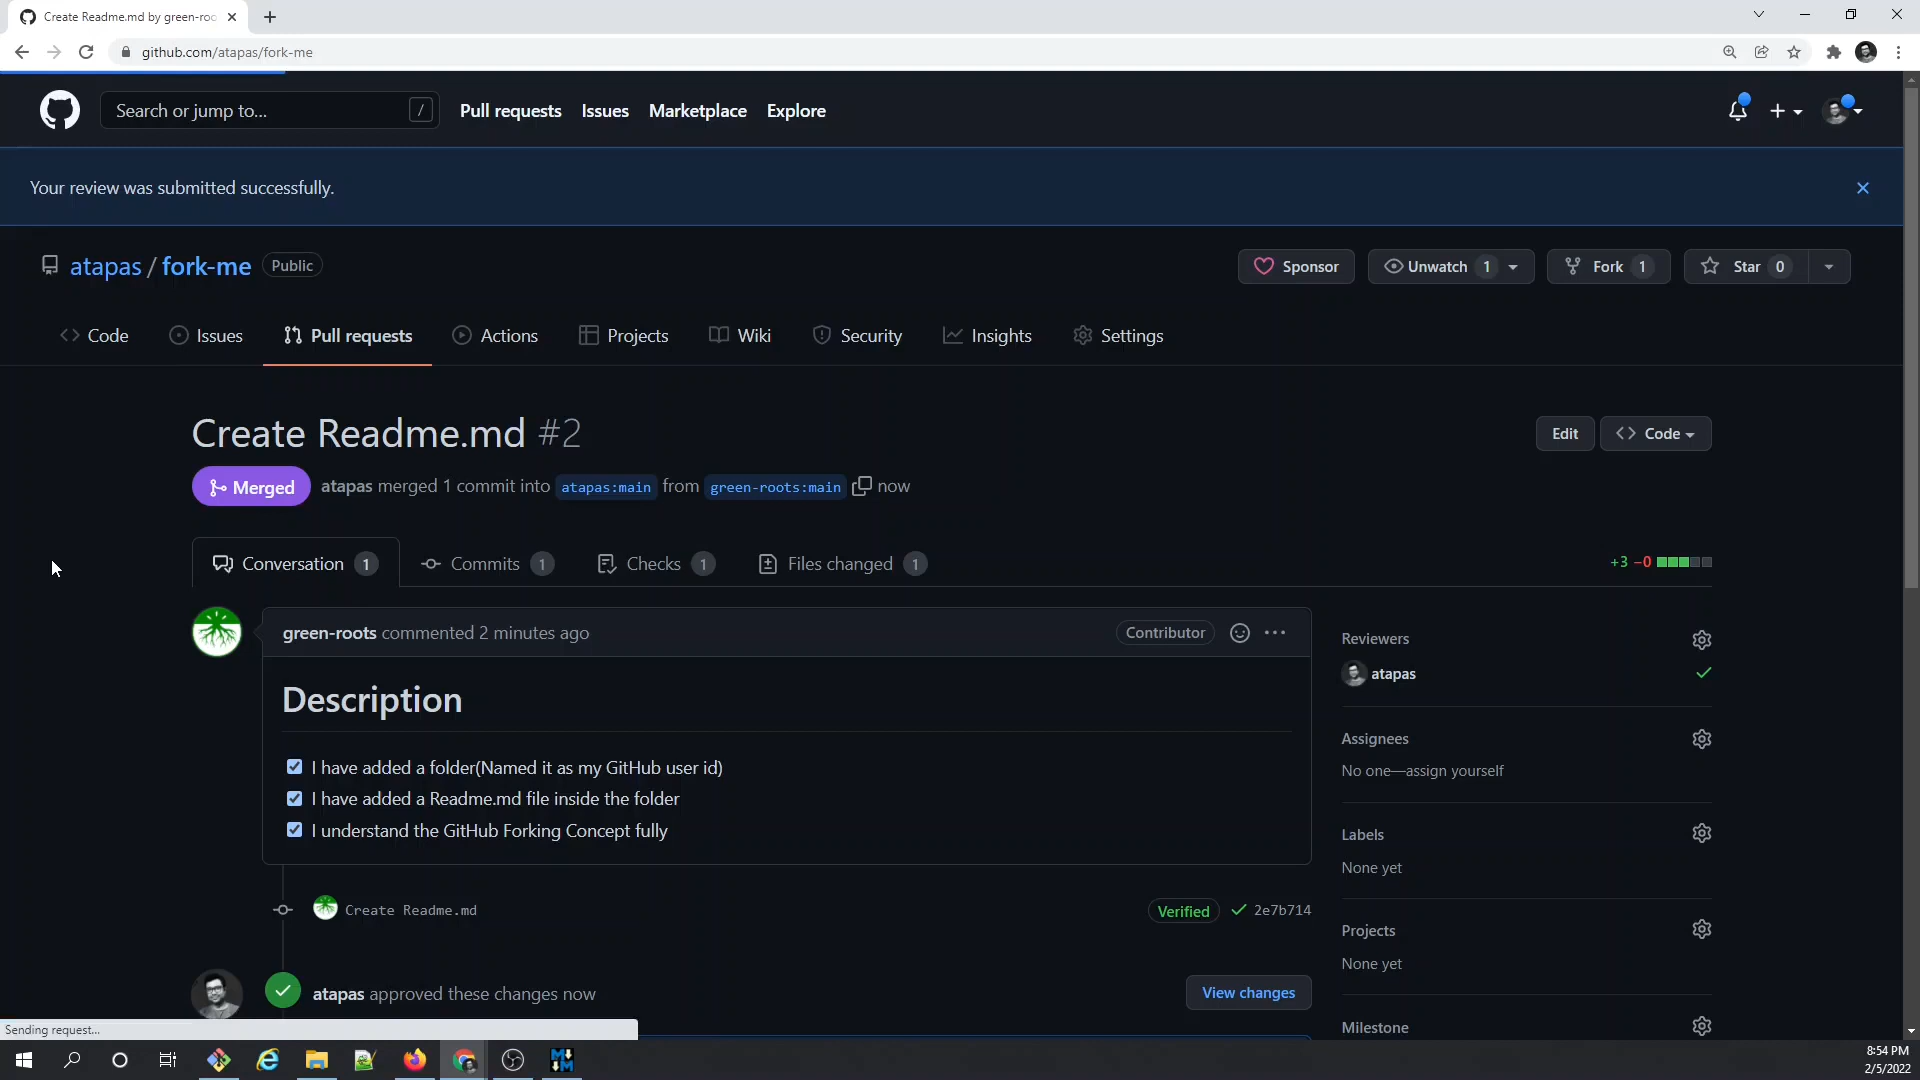 Create Readme.md by green-roo
github.com/atapas/fork-me
Search or jump to... /
Pull requests Issues Marketplace Explore
Your review was submitted successfully.
atapas / fork-me Public
Sponsor Unwatch 1 Fork 1 Star 0
Code Issues Pull requests Actions Projects Wiki Security Insights Settings
Create Readme.md #2
Edit Code
Merged atapas merged 1 commit into atapas:main from green-roots:main now
Conversation 1 Commits 1 Checks 1 Files changed 1
+3 −0
green-roots commented 2 minutes ago Contributor
Description
I have added a folder(Named it as my GitHub user id)
I have added a Readme.md file inside the folder
I understand the GitHub Forking Concept fully
Create Readme.md Verified 2e7b714
atapas approved these changes now View changes
Reviewers
atapas
Assignees
No one—assign yourself
Labels
None yet
Projects
None yet
Milestone
Sending request...
8:54 PM
2/5/2022